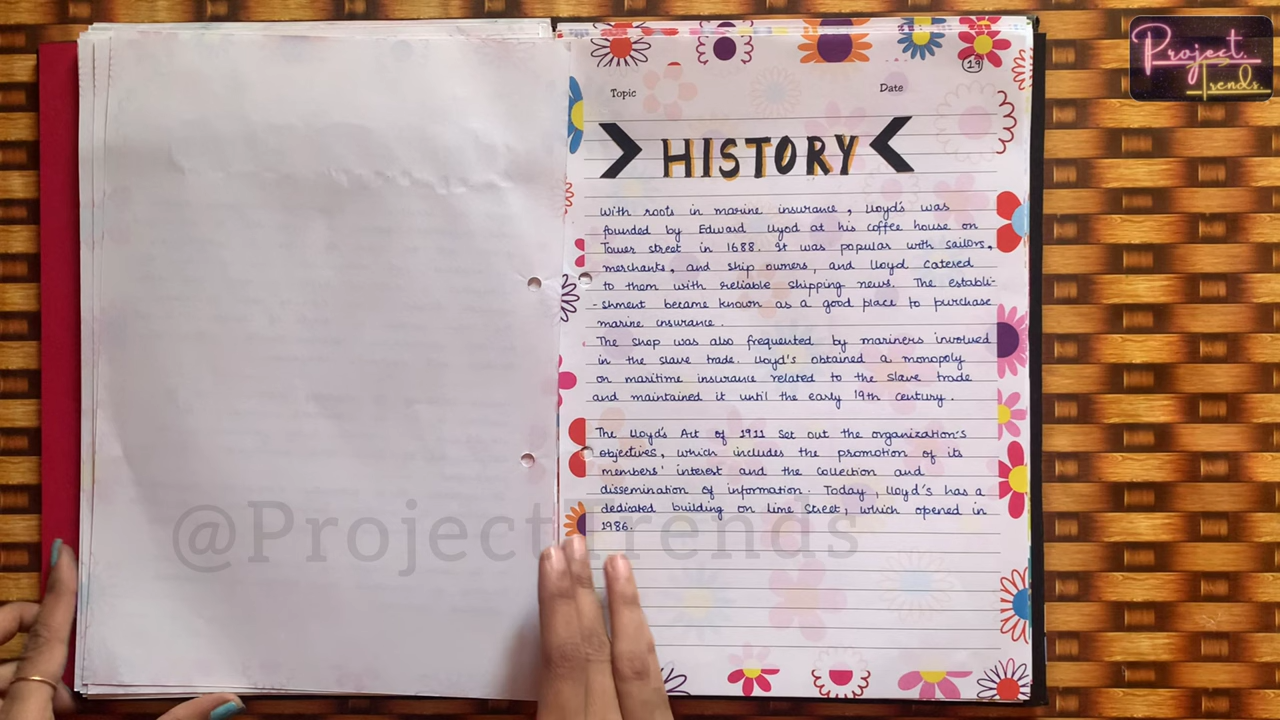 Project.
Trends.
19
Topic
Date
HISTORY
With roots in marine insurance, Lloyd's was
founded by Edward Llyod at his coffee house on
Tower street in 1688. It was popular with sailors,
merchants, and ship owners, and Lloyd catered
to them with reliable shipping news. The establi-
-shment became known as a good place to purchase
marine insurance.
The shop was also frequented by mariners involved
in the slave trade. Lloyd's obtained a monopoly
on maritime insurance related to the slave trade
and maintained it until the early 19th century.
The Lloyd's Act of 1911 set out the organization's
objectives, which includes the promotion of its
members' interest and the collection and
dissemination of information. Today, Lloyd's has a
dedicated building on Lime Street, which opened in
1986.
@ProjectTrends